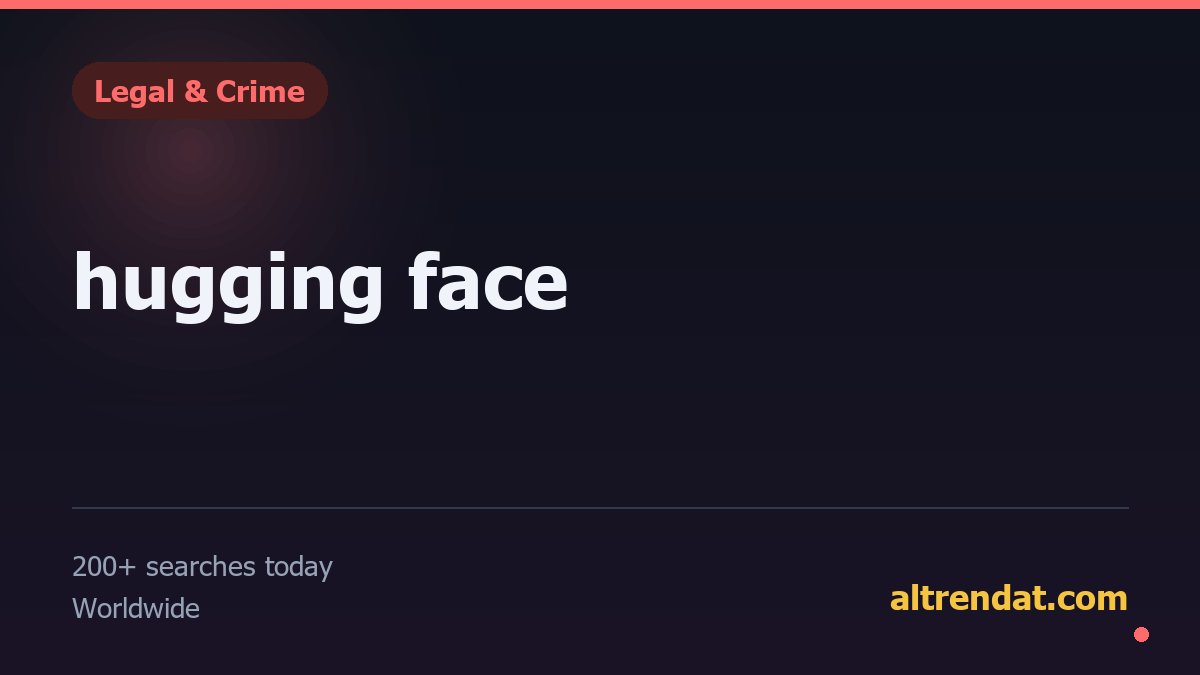 Legal & Crime
hugging face
200+ searches today
Worldwide
altrendat.com